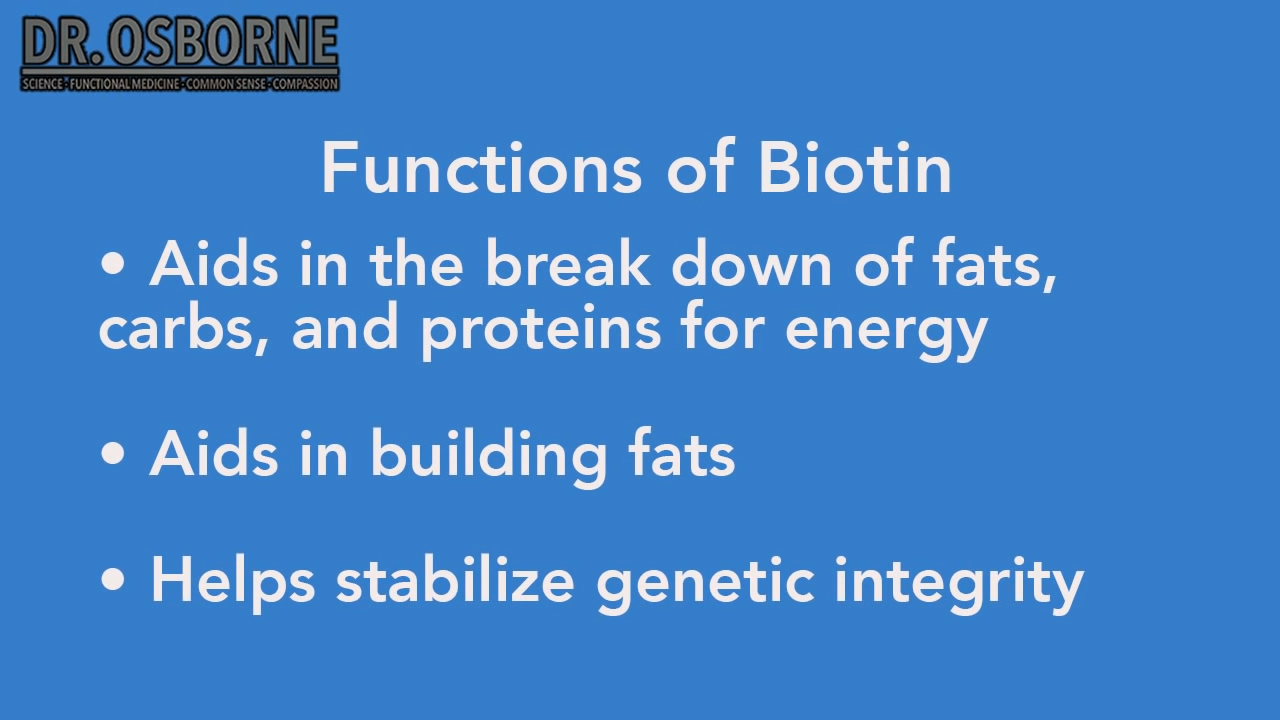 DR. OSBORNE
SCIENCE · FUNCTIONAL MEDICINE · COMMON SENSE · COMPASSION
Functions of Biotin
• Aids in the break down of fats,
carbs, and proteins for energy
• Aids in building fats
• Helps stabilize genetic integrity